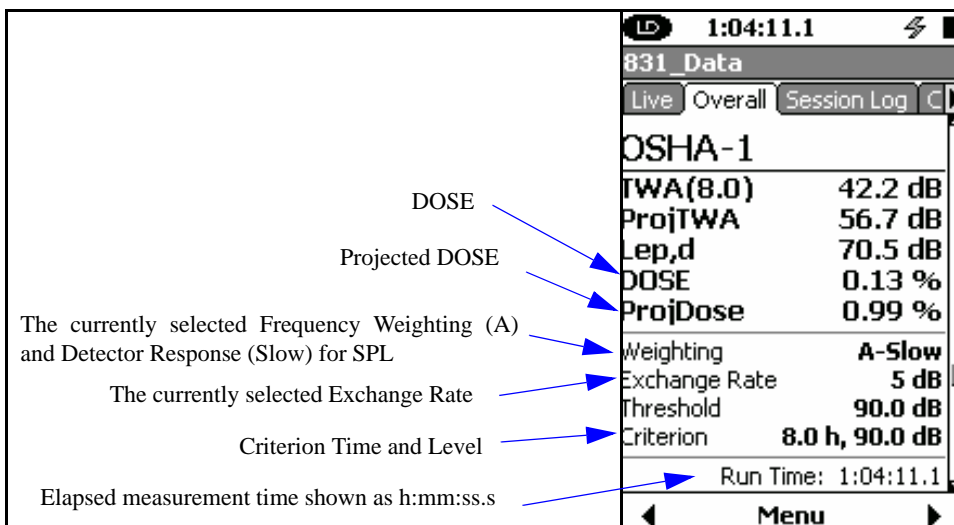 LD 1:04:11.1
831_Data
Live Overall Session Log C
OSHA-1
TWA(8.0) 42.2 dB
ProjTWA 56.7 dB
Lep,d 70.5 dB
DOSE 0.13 %
ProjDose 0.99 %
Weighting A-Slow
Exchange Rate 5 dB
Threshold 90.0 dB
Criterion 8.0 h, 90.0 dB
Run Time: 1:04:11.1
Menu
DOSE
Projected DOSE
The currently selected Frequency Weighting (A)
and Detector Response (Slow) for SPL
The currently selected Exchange Rate
Criterion Time and Level
Elapsed measurement time shown as h:mm:ss.s